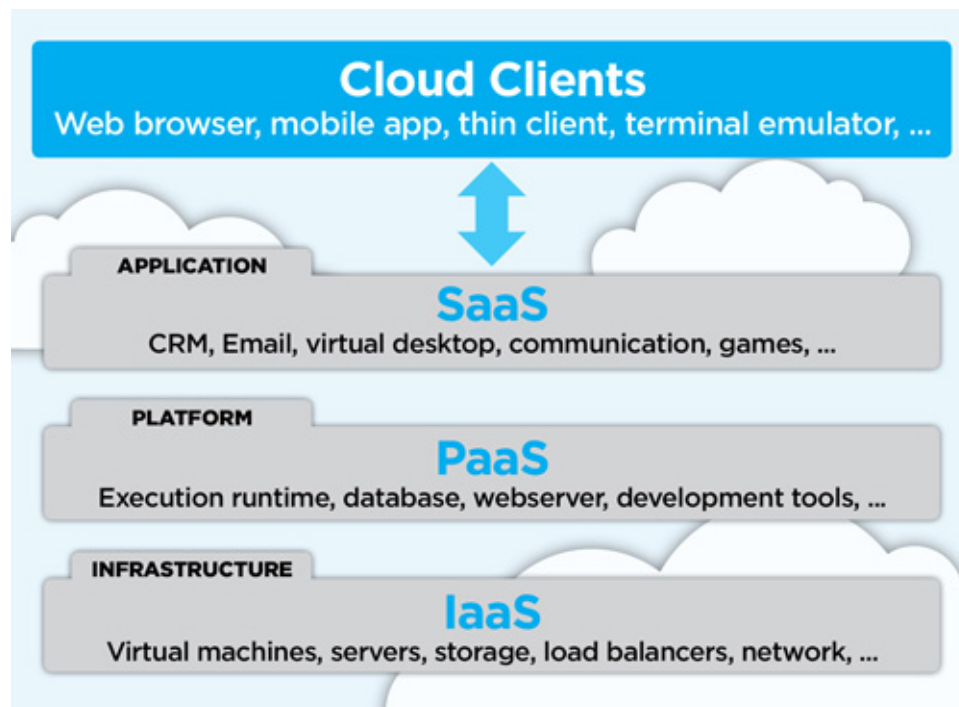 Cloud Clients
Web browser, mobile app, thin client, terminal emulator, ...
APPLICATION
SaaS
CRM, Email, virtual desktop, communication, games, ...
PLATFORM
PaaS
Execution runtime, database, webserver, development tools, ...
INFRASTRUCTURE
IaaS
Virtual machines, servers, storage, load balancers, network, ...